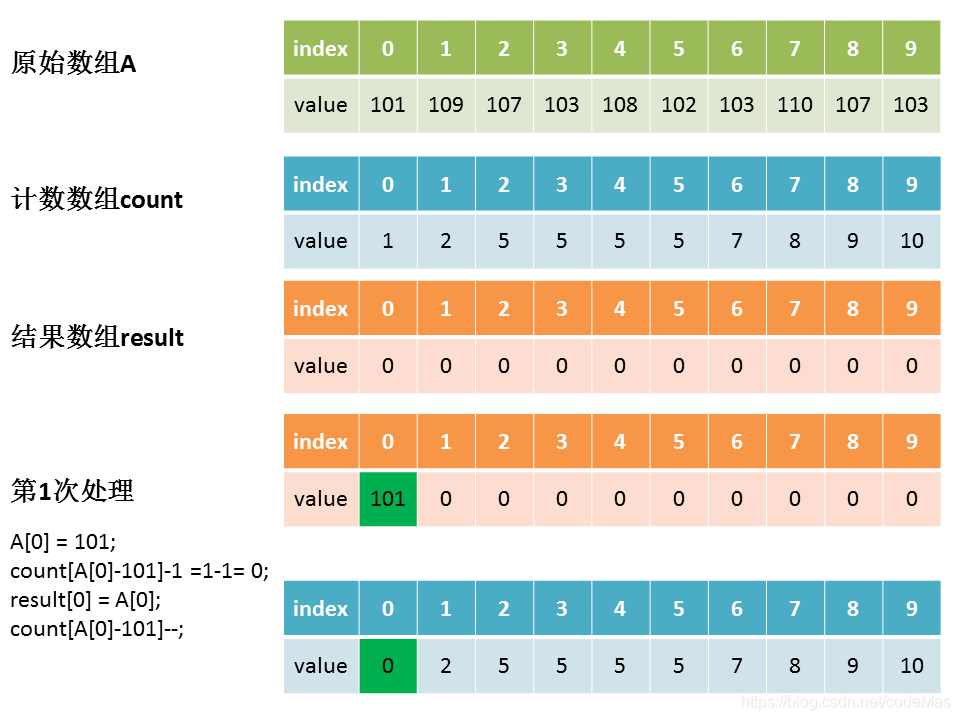 原始数组A
index 0 1 2 3 4 5 6 7 8 9
value 101 109 107 103 108 102 103 110 107 103
计数数组count
index 0 1 2 3 4 5 6 7 8 9
value 1 2 5 5 5 5 7 8 9 10
结果数组result
index 0 1 2 3 4 5 6 7 8 9
value 0 0 0 0 0 0 0 0 0 0
第1次处理
index 0 1 2 3 4 5 6 7 8 9
value 101 0 0 0 0 0 0 0 0 0
A[0] = 101;
count[A[0]-101]-1 =1-1= 0;
result[0] = A[0];
count[A[0]-101]--;
index 0 1 2 3 4 5 6 7 8 9
value 0 2 5 5 5 5 7 8 9 10
https://blog.csdn.net/codeMas